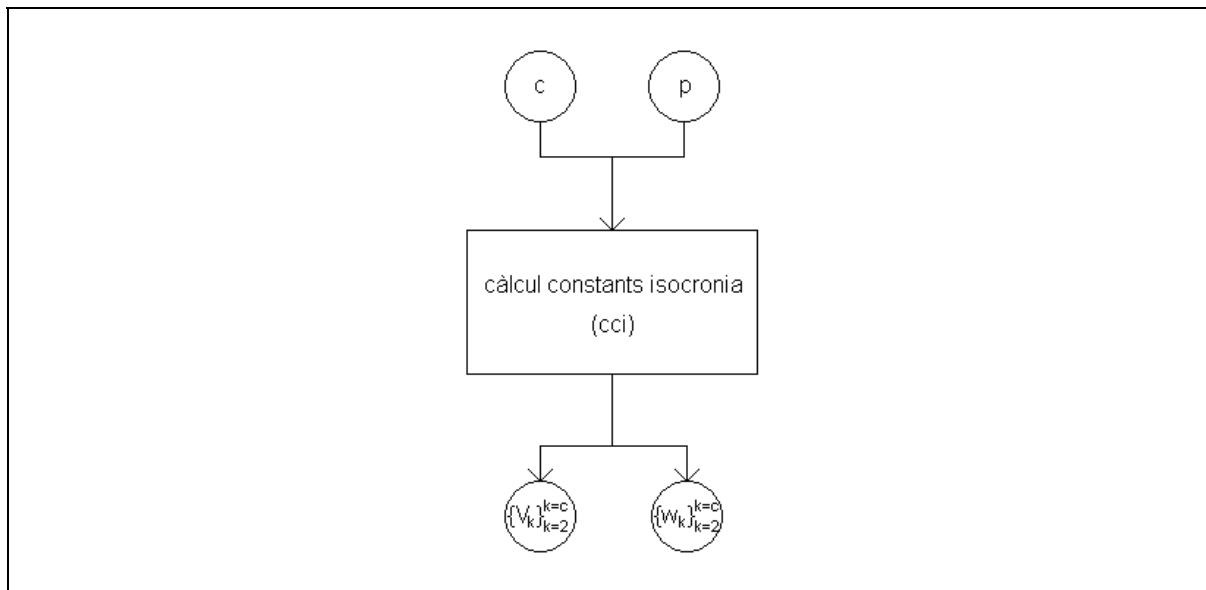 c p
càlcul constants isocronia
(cci)
{V_k}_{k=2}^{k=c} {w_k}_{k=2}^{k=c}